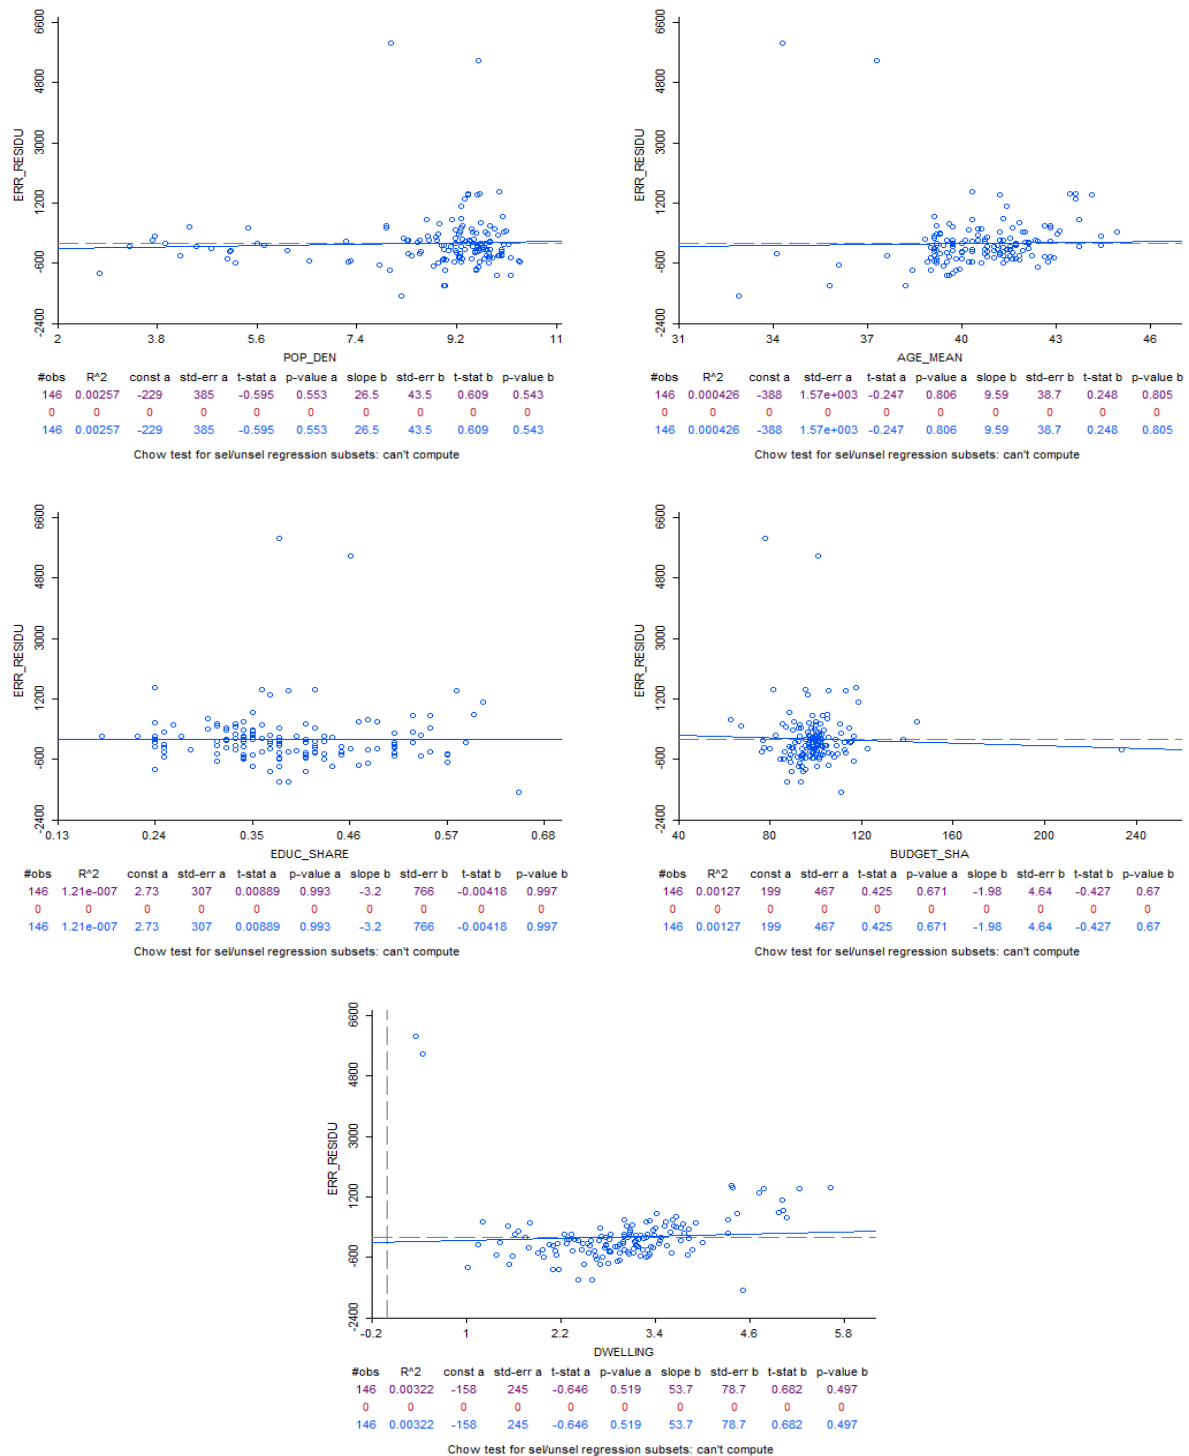 6600
4800
3000
1200
-600
-2400
ERR_RESIDU
2 3.8 5.6 7.4 9.2 11
POP_DEN
#obs R^2 const a std-err a t-stat a p-value a slope b std-err b t-stat b p-value b
146 0.00257 -229 385 -0.595 0.553 26.5 43.5 0.609 0.543
0 0 0 0 0 0 0 0 0 0
146 0.00257 -229 385 -0.595 0.553 26.5 43.5 0.609 0.543
Chow test for sel/unsel regression subsets: can't compute
6600
4800
3000
1200
-600
-2400
ERR_RESIDU
31 34 37 40 43 46
AGE_MEAN
#obs R^2 const a std-err a t-stat a p-value a slope b std-err b t-stat b p-value b
146 0.000426 -388 1.57e+003 -0.247 0.806 9.59 38.7 0.248 0.805
0 0 0 0 0 0 0 0 0 0
146 0.000426 -388 1.57e+003 -0.247 0.806 9.59 38.7 0.248 0.805
Chow test for sel/unsel regression subsets: can't compute
6600
4800
3000
1200
-600
-2400
ERR_RESIDU
0.13 0.24 0.35 0.46 0.57 0.68
EDUC_SHARE
#obs R^2 const a std-err a t-stat a p-value a slope b std-err b t-stat b p-value b
146 1.21e-007 2.73 307 0.00889 0.993 -3.2 766 -0.00418 0.997
0 0 0 0 0 0 0 0 0 0
146 1.21e-007 2.73 307 0.00889 0.993 -3.2 766 -0.00418 0.997
Chow test for sel/unsel regression subsets: can't compute
6600
4800
3000
1200
-600
-2400
ERR_RESIDU
40 80 120 160 200 240
BUDGET_SHA
#obs R^2 const a std-err a t-stat a p-value a slope b std-err b t-stat b p-value b
146 0.00127 199 467 0.425 0.671 -1.98 4.64 -0.427 0.67
0 0 0 0 0 0 0 0 0 0
146 0.00127 199 467 0.425 0.671 -1.98 4.64 -0.427 0.67
Chow test for sel/unsel regression subsets: can't compute
6600
4800
3000
1200
-600
-2400
ERR_RESIDU
-0.2 1 2.2 3.4 4.6 5.8
DWELLING
#obs R^2 const a std-err a t-stat a p-value a slope b std-err b t-stat b p-value b
146 0.00322 -158 245 -0.646 0.519 53.7 78.7 0.682 0.497
0 0 0 0 0 0 0 0 0 0
146 0.00322 -158 245 -0.646 0.519 53.7 78.7 0.682 0.497
Chow test for sel/unsel regression subsets: can't compute